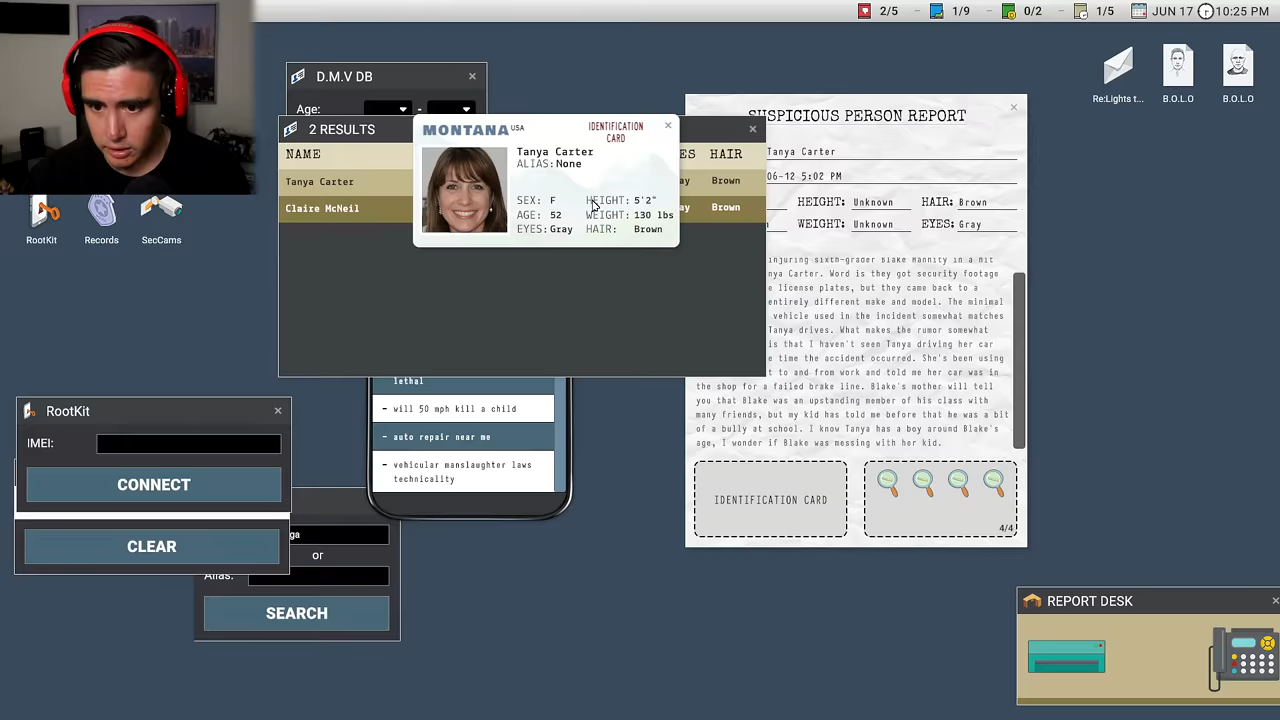 2/5
1/9
0/2
1/5
JUN 17
10:25 PM
D.M.V DB
Age:
-
2 RESULTS
NAME
HAIR
Tanya Carter
Brown
Claire McNeil
Brown
MONTANA USA
IDENTIFICATION
CARD
Tanya Carter
ALIAS: None
SEX: F
HEIGHT: 5'2"
AGE: 52
WEIGHT: 130 lbs
EYES: Gray
HAIR: Brown
SUSPICIOUS PERSON REPORT
Tanya Carter
06-12 5:02 PM
HEIGHT: Unknown
HAIR: Brown
WEIGHT: Unknown
EYES: Gray
njuring sixth-grader Blake Hannity in a hit
nya Carter. Word is they got security footage
e license plates, but they came back to a
entirely different make and model. The minimal
vehicle used in the incident somewhat matches
Tanya drives. What makes the rumor somewhat
is that I haven't seen Tanya driving her car
e time the accident occurred. She's been using
to and from work and told me her car was in
the shop for a failed brake line. Blake's mother will tell
you that Blake was an upstanding member of his class with
many friends, but my kid has told me before that he was a bit
of a bully at school. I know Tanya has a boy around Blake's
age, I wonder if Blake was messing with her kid.
IDENTIFICATION CARD
4/4
Re:Lights t...
B.O.L.O
B.O.L.O
RootKit
Records
SecCams
RootKit
IMEI:
CONNECT
CLEAR
ga
or
Alias:
SEARCH
lethal
- will 50 mph kill a child
- auto repair near me
- vehicular manslaughter laws
technicality
REPORT DESK